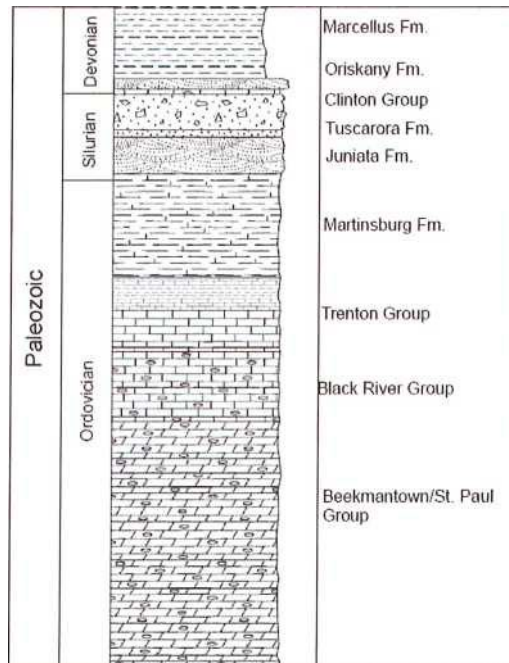 Paleozoic
Devonian
Silurian
Ordovician
Marcellus Fm.
Oriskany Fm.
Clinton Group
Tuscarora Fm.
Juniata Fm.
Martinsburg Fm.
Trenton Group
Black River Group
Beekmantown/St. Paul
Group